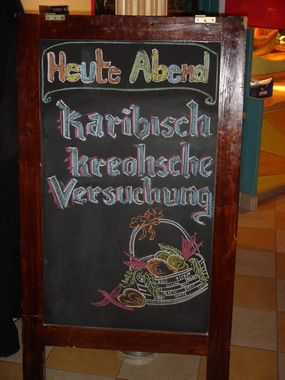 Heute Abend
Karibisch
kreolische
Versuchung